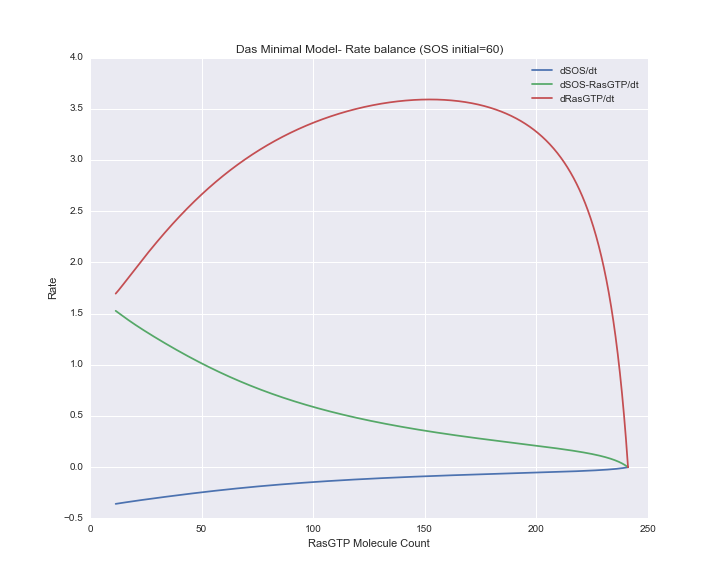 Das Minimal Model- Rate balance (SOS initial=60)
4.0
3.5
3.0
2.5
2.0
1.5
1.0
0.5
0.0
−0.5
Rate
dSOS/dt
dSOS-RasGTP/dt
dRasGTP/dt
0 50 100 150 200 250
RasGTP Molecule Count